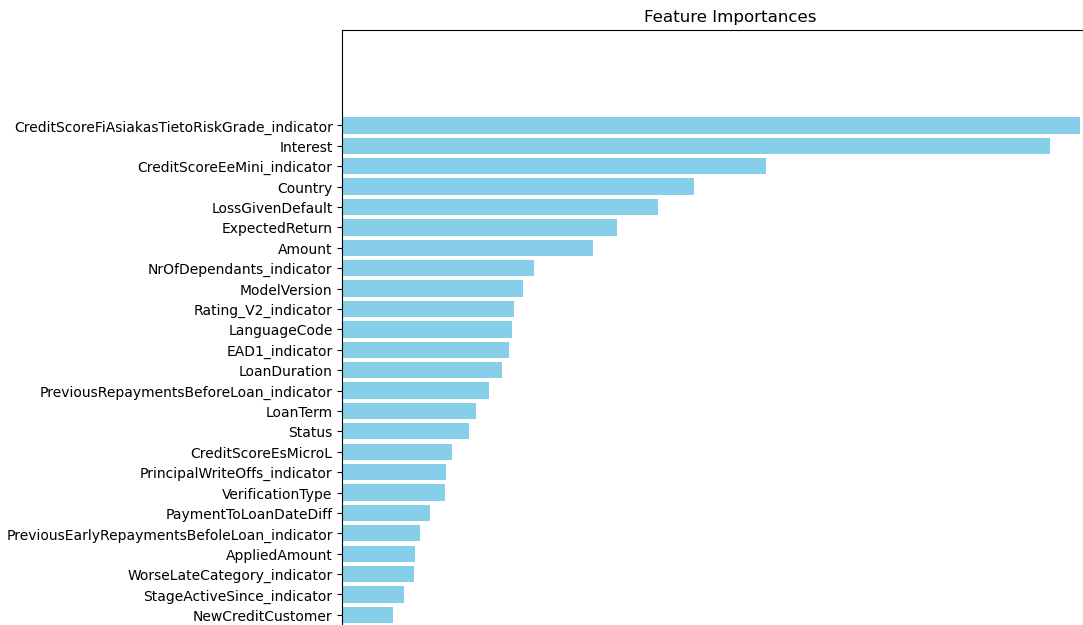 Feature Importances
CreditScoreFiAsiakasTietoRiskGrade_indicator
Interest
CreditScoreEeMini_indicator
Country
LossGivenDefault
ExpectedReturn
Amount
NrOfDependants_indicator
ModelVersion
Rating_V2_indicator
LanguageCode
EAD1_indicator
LoanDuration
PreviousRepaymentsBeforeLoan_indicator
LoanTerm
Status
CreditScoreEsMicroL
PrincipalWriteOffs_indicator
VerificationType
PaymentToLoanDateDiff
PreviousEarlyRepaymentsBefoleLoan_indicator
AppliedAmount
WorseLateCategory_indicator
StageActiveSince_indicator
NewCreditCustomer